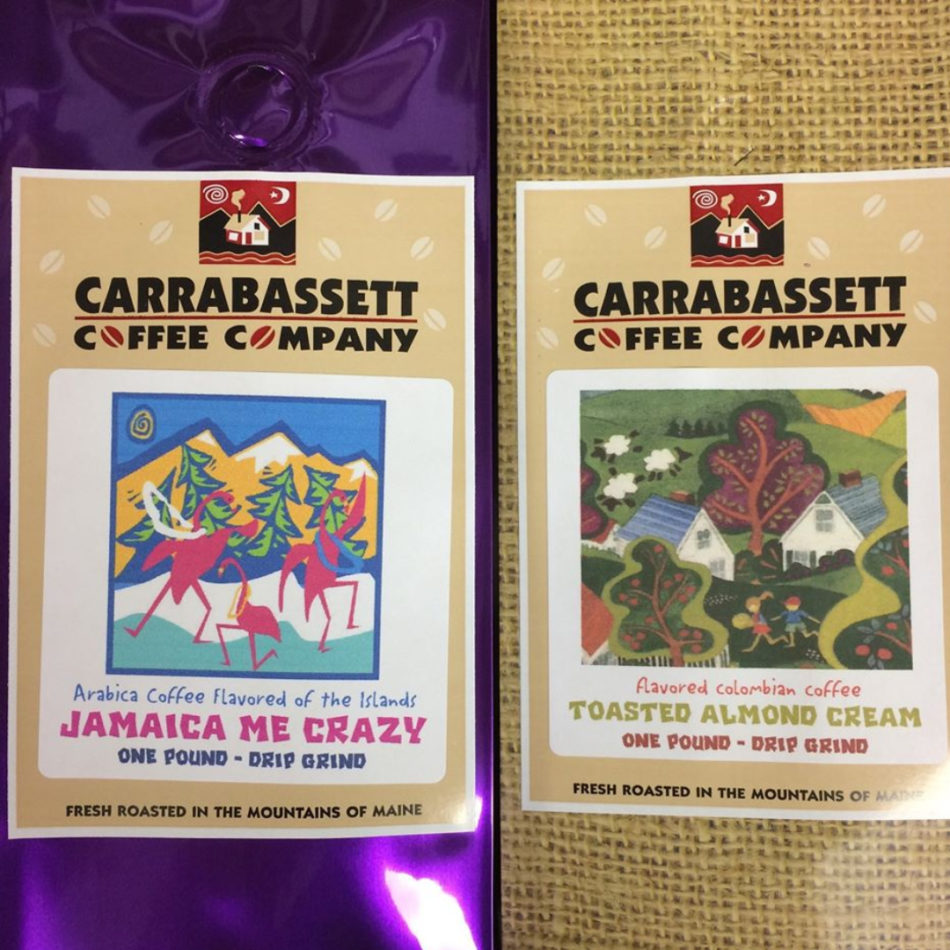 CARRABASSETT
COFFEE COMPANY
Arabica Coffee Flavored of the Islands
JAMAICA ME CRAZY
ONE POUND - DRIP GRIND
FRESH ROASTED IN THE MOUNTAINS OF MAINE
CARRABASSETT
COFFEE COMPANY
flavored colombian coffee
TOASTED ALMOND CREAM
ONE POUND - DRIP GRIND
FRESH ROASTED IN THE MOUNTAINS OF MAINE